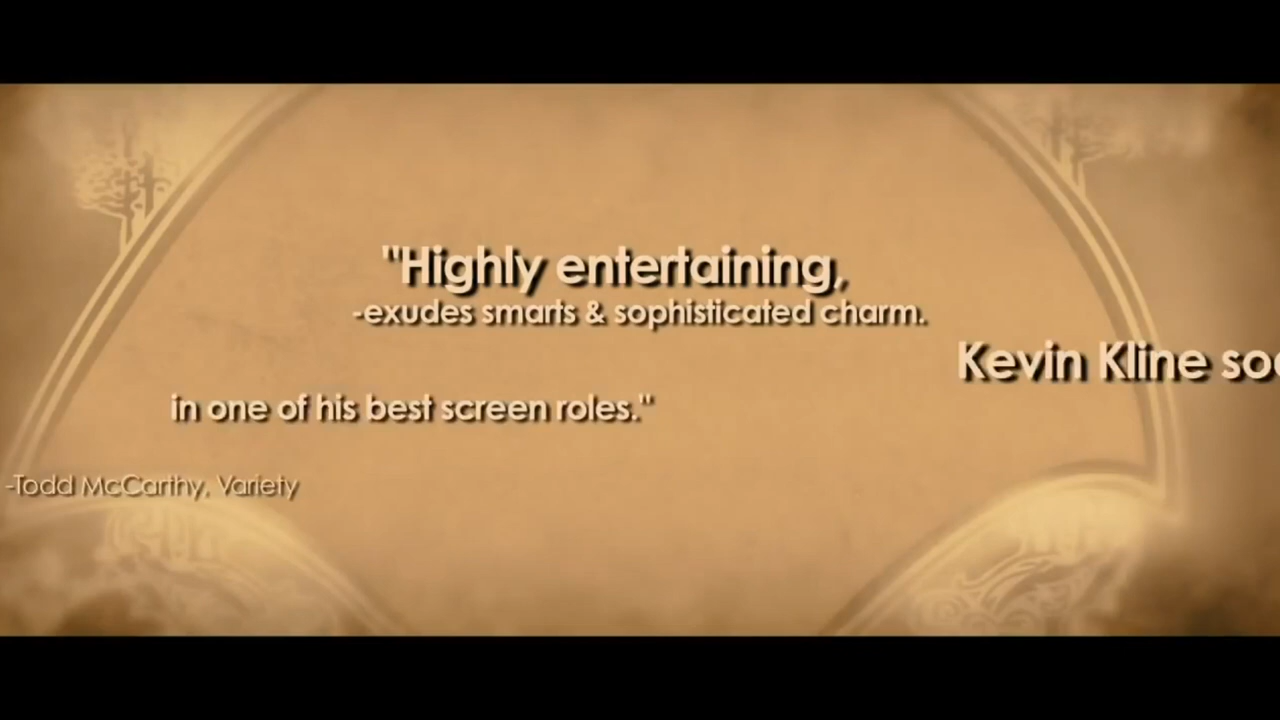 "Highly entertaining,
-exudes smarts & sophisticated charm.
Kevin Kline
in one of his best screen roles."
-Todd McCarthy, Variety